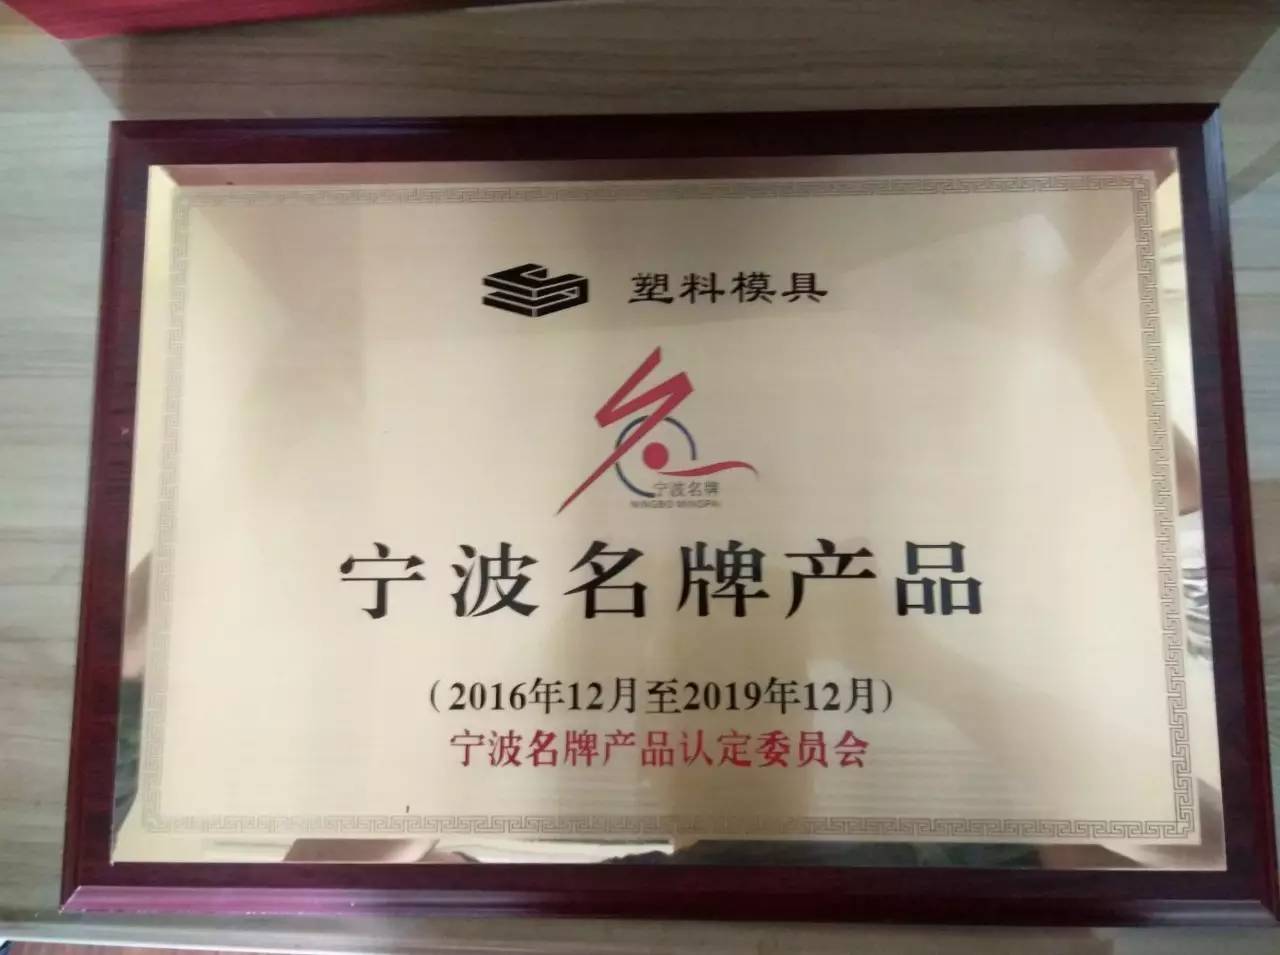 塑料模具
宁波名牌
NINGBO MINGPAI
宁波名牌产品
（2016年12月至2019年12月）
宁波名牌产品认定委员会